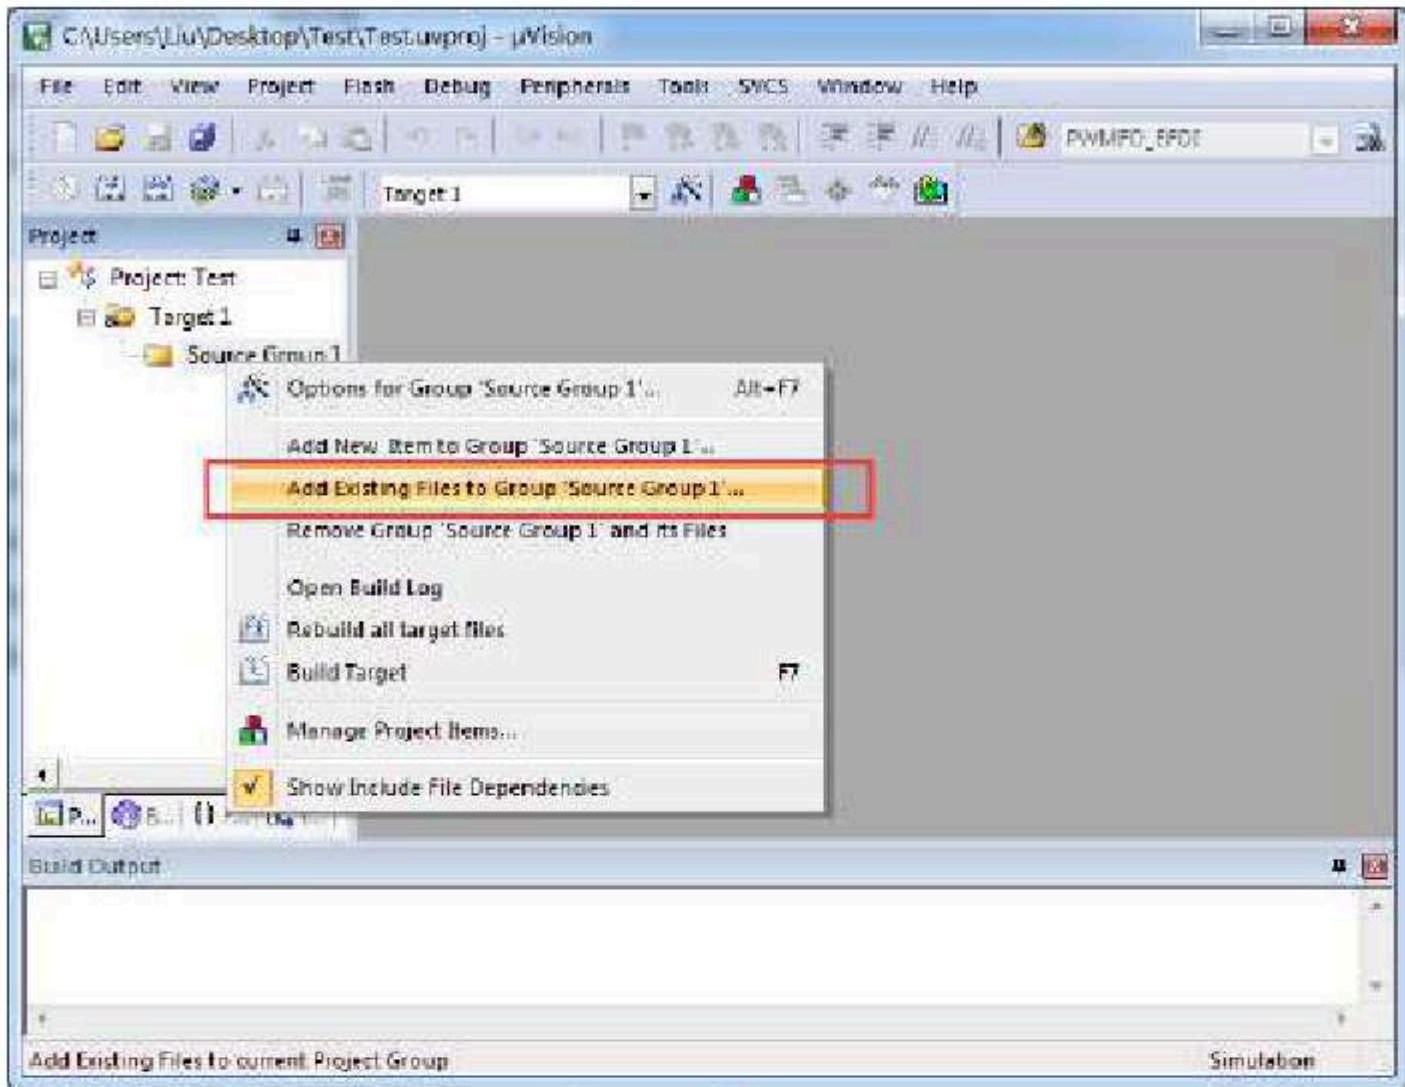 C:\Users\Liu\Desktop\Test\Test.uvproj - µVision
File Edit View Project Flash Debug Peripherals Tools SVCS Window Help
Target 1
Project
Project: Test
Target 1
Source Group 1
Options for Group 'Source Group 1'... Alt+F7
Add New Item to Group 'Source Group 1'...
Add Existing Files to Group 'Source Group 1'...
Remove Group 'Source Group 1' and its Files
Open Build Log
Rebuild all target files
Build Target F7
Manage Project Items...
Show Include File Dependencies
P...
Build Output
Add Existing Files to current Project Group Simulation